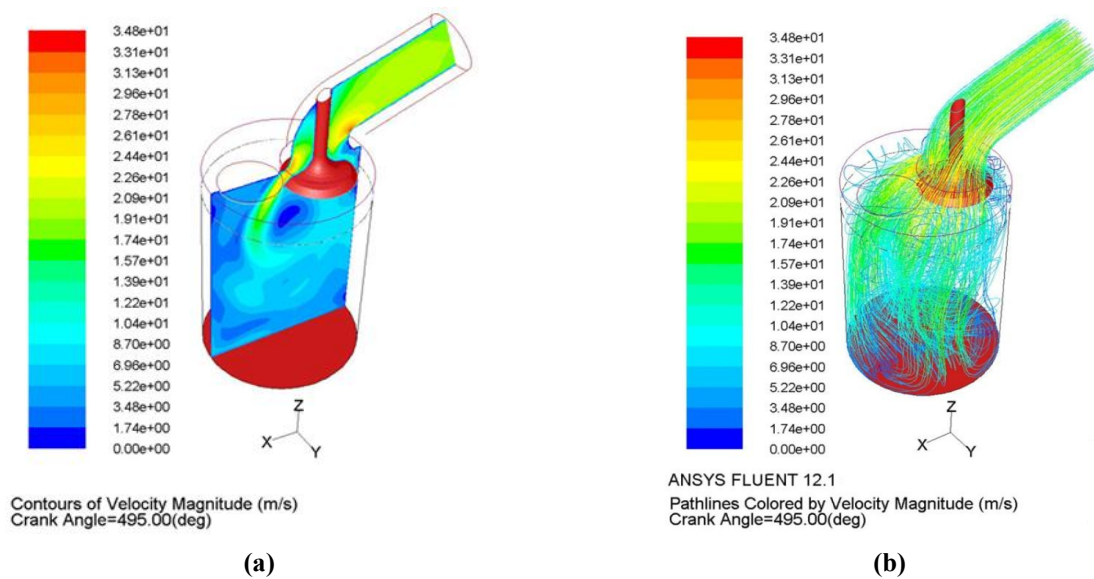 3.48e+01
3.31e+01
3.13e+01
2.96e+01
2.78e+01
2.61e+01
2.44e+01
2.26e+01
2.09e+01
1.91e+01
1.74e+01
1.57e+01
1.39e+01
1.22e+01
1.04e+01
8.70e+00
6.96e+00
5.22e+00
3.48e+00
1.74e+00
0.00e+00
Z
X
Y
Contours of Velocity Magnitude (m/s)
Crank Angle=495.00(deg)
(a)
3.48e+01
3.31e+01
3.13e+01
2.96e+01
2.78e+01
2.61e+01
2.44e+01
2.26e+01
2.09e+01
1.91e+01
1.74e+01
1.57e+01
1.39e+01
1.22e+01
1.04e+01
8.70e+00
6.96e+00
5.22e+00
3.48e+00
1.74e+00
0.00e+00
Z
X
Y
ANSYS FLUENT 12.1
Pathlines Colored by Velocity Magnitude (m/s)
Crank Angle=495.00(deg)
(b)